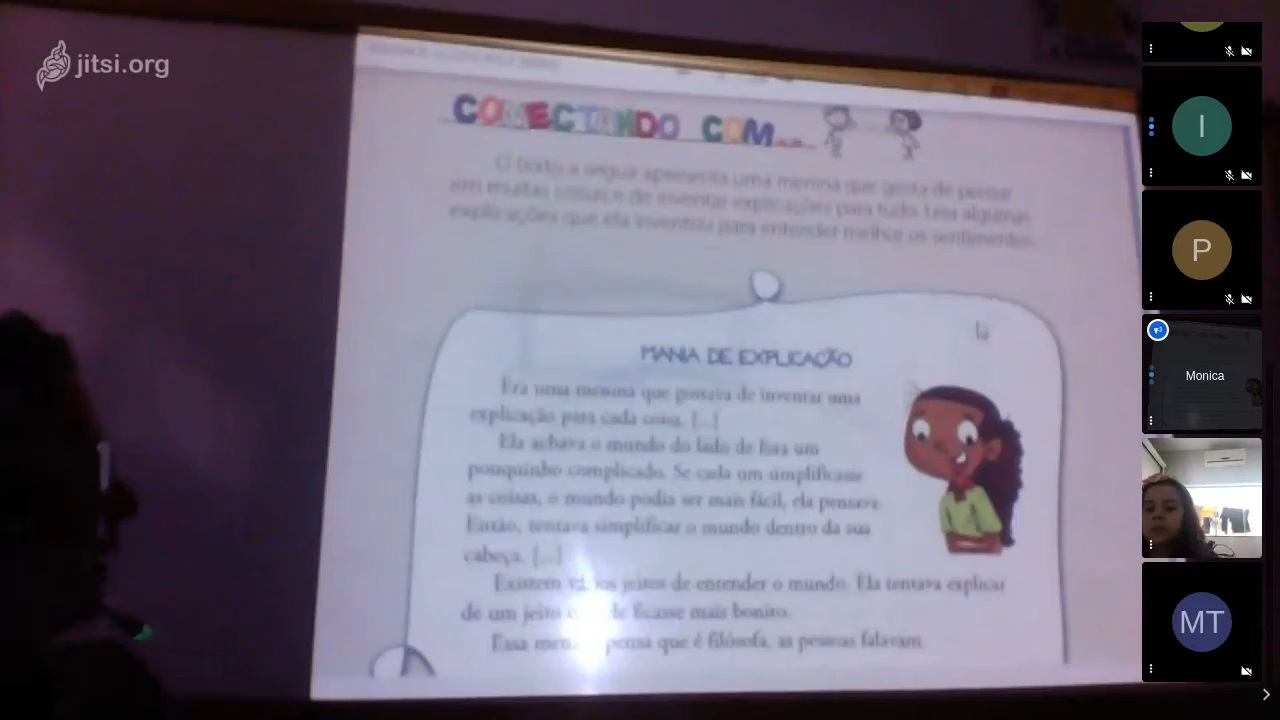 jitsi.org
CONECTANDO COM...
O texto a seguir apresenta uma menina que gosta de pensar
em muitas coisas e de inventar explicações para tudo. Leia algumas
explicações que ela inventou para entender melhor os sentimentos.
MANIA DE EXPLICAÇÃO
Era uma menina que gostava de inventar uma
explicação para cada coisa. [...]
Ela achava o mundo do lado de fora um
pouquinho complicado. Se cada um simplificasse
as coisas, o mundo podia ser mais fácil, ela pensava.
Então, tentava simplificar o mundo dentro da sua
cabeça. [...]
Existem vários jeitos de entender o mundo. Ela tentava explicar
de um jeito que ele ficasse mais bonito.
Essa menina pensa que é filósofa, as pessoas falavam.
I
P
Monica
MT